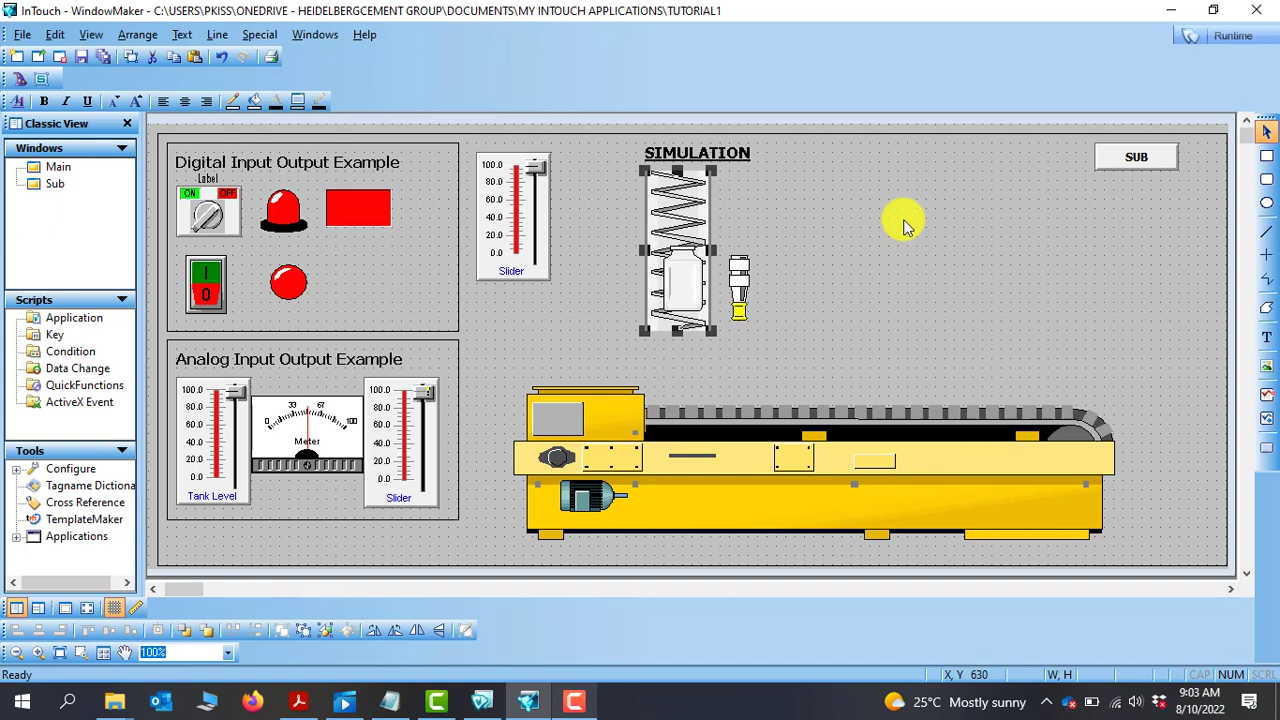 InTouch - WindowMaker - C:\USERS\PKISS\ONEDRIVE - HEIDELBERGCEMENT GROUP\DOCUMENTS\MY INTOUCH APPLICATIONS\TUTORIAL1
File Edit View Arrange Text Line Special Windows Help
Runtime
B I U A A
Classic View
Windows
Main
Sub
Scripts
Application
Key
Condition
Data Change
QuickFunctions
ActiveX Event
Tools
Configure
Tagname Dictiona
Cross Reference
TemplateMaker
Applications
Digital Input Output Example
Label
ON OFF
I
0
100.0
80.0
60.0
40.0
20.0
0.0
Slider
SIMULATION
SUB
Analog Input Output Example
100.0
80.0
60.0
40.0
20.0
0.0
Tank Level
0 33 67 100
Meter
100.0
80.0
60.0
40.0
20.0
0.0
Slider
T
100%
Ready
X, Y 630
W, H
CAP NUM SCRL
25°C Mostly sunny
9:03 AM
8/10/2022